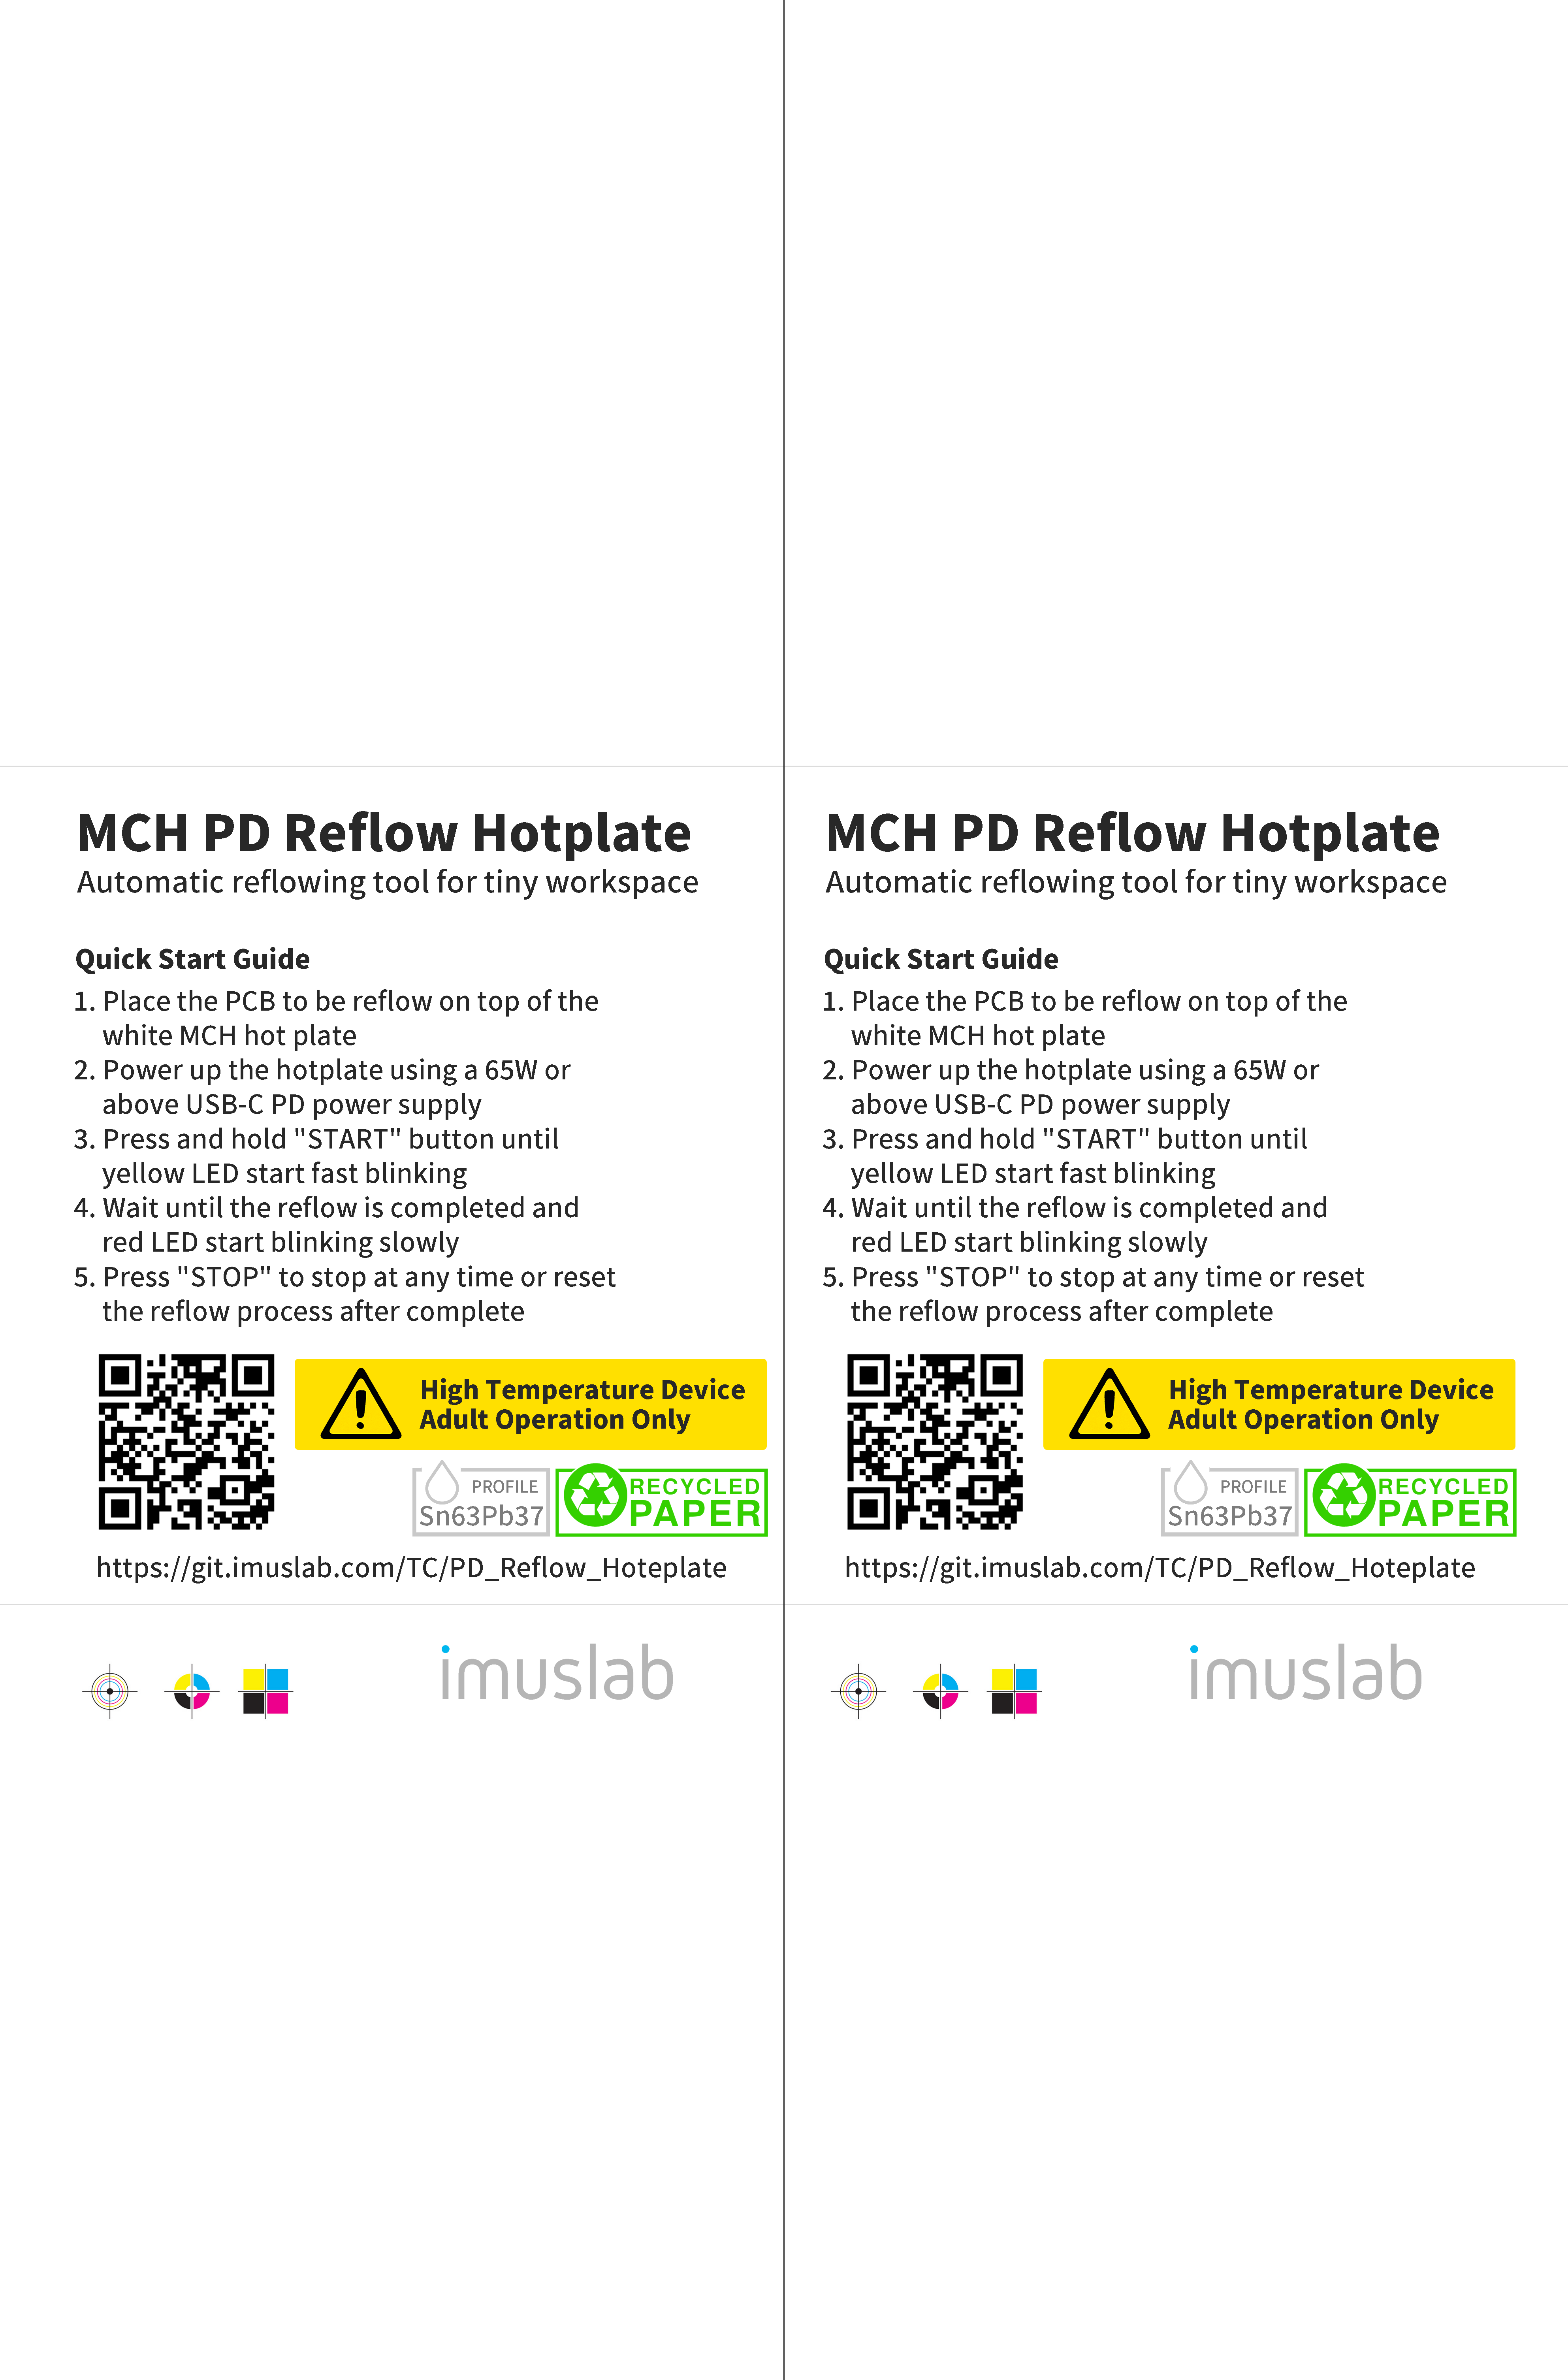 MCH PD Reflow Hotplate
Automatic reflowing tool for tiny workspace
Quick Start Guide
1. Place the PCB to be reflow on top of the
white MCH hot plate
2. Power up the hotplate using a 65W or
above USB-C PD power supply
3. Press and hold "START" button until
yellow LED start fast blinking
4. Wait until the reflow is completed and
red LED start blinking slowly
5. Press "STOP" to stop at any time or reset
the reflow process after complete
High Temperature Device
Adult Operation Only
PROFILE
Sn63Pb37
RECYCLED
PAPER
https://git.imuslab.com/TC/PD_Reflow_Hoteplate
imuslab
MCH PD Reflow Hotplate
Automatic reflowing tool for tiny workspace
Quick Start Guide
1. Place the PCB to be reflow on top of the
white MCH hot plate
2. Power up the hotplate using a 65W or
above USB-C PD power supply
3. Press and hold "START" button until
yellow LED start fast blinking
4. Wait until the reflow is completed and
red LED start blinking slowly
5. Press "STOP" to stop at any time or reset
the reflow process after complete
High Temperature Device
Adult Operation Only
PROFILE
Sn63Pb37
RECYCLED
PAPER
https://git.imuslab.com/TC/PD_Reflow_Hoteplate
imuslab